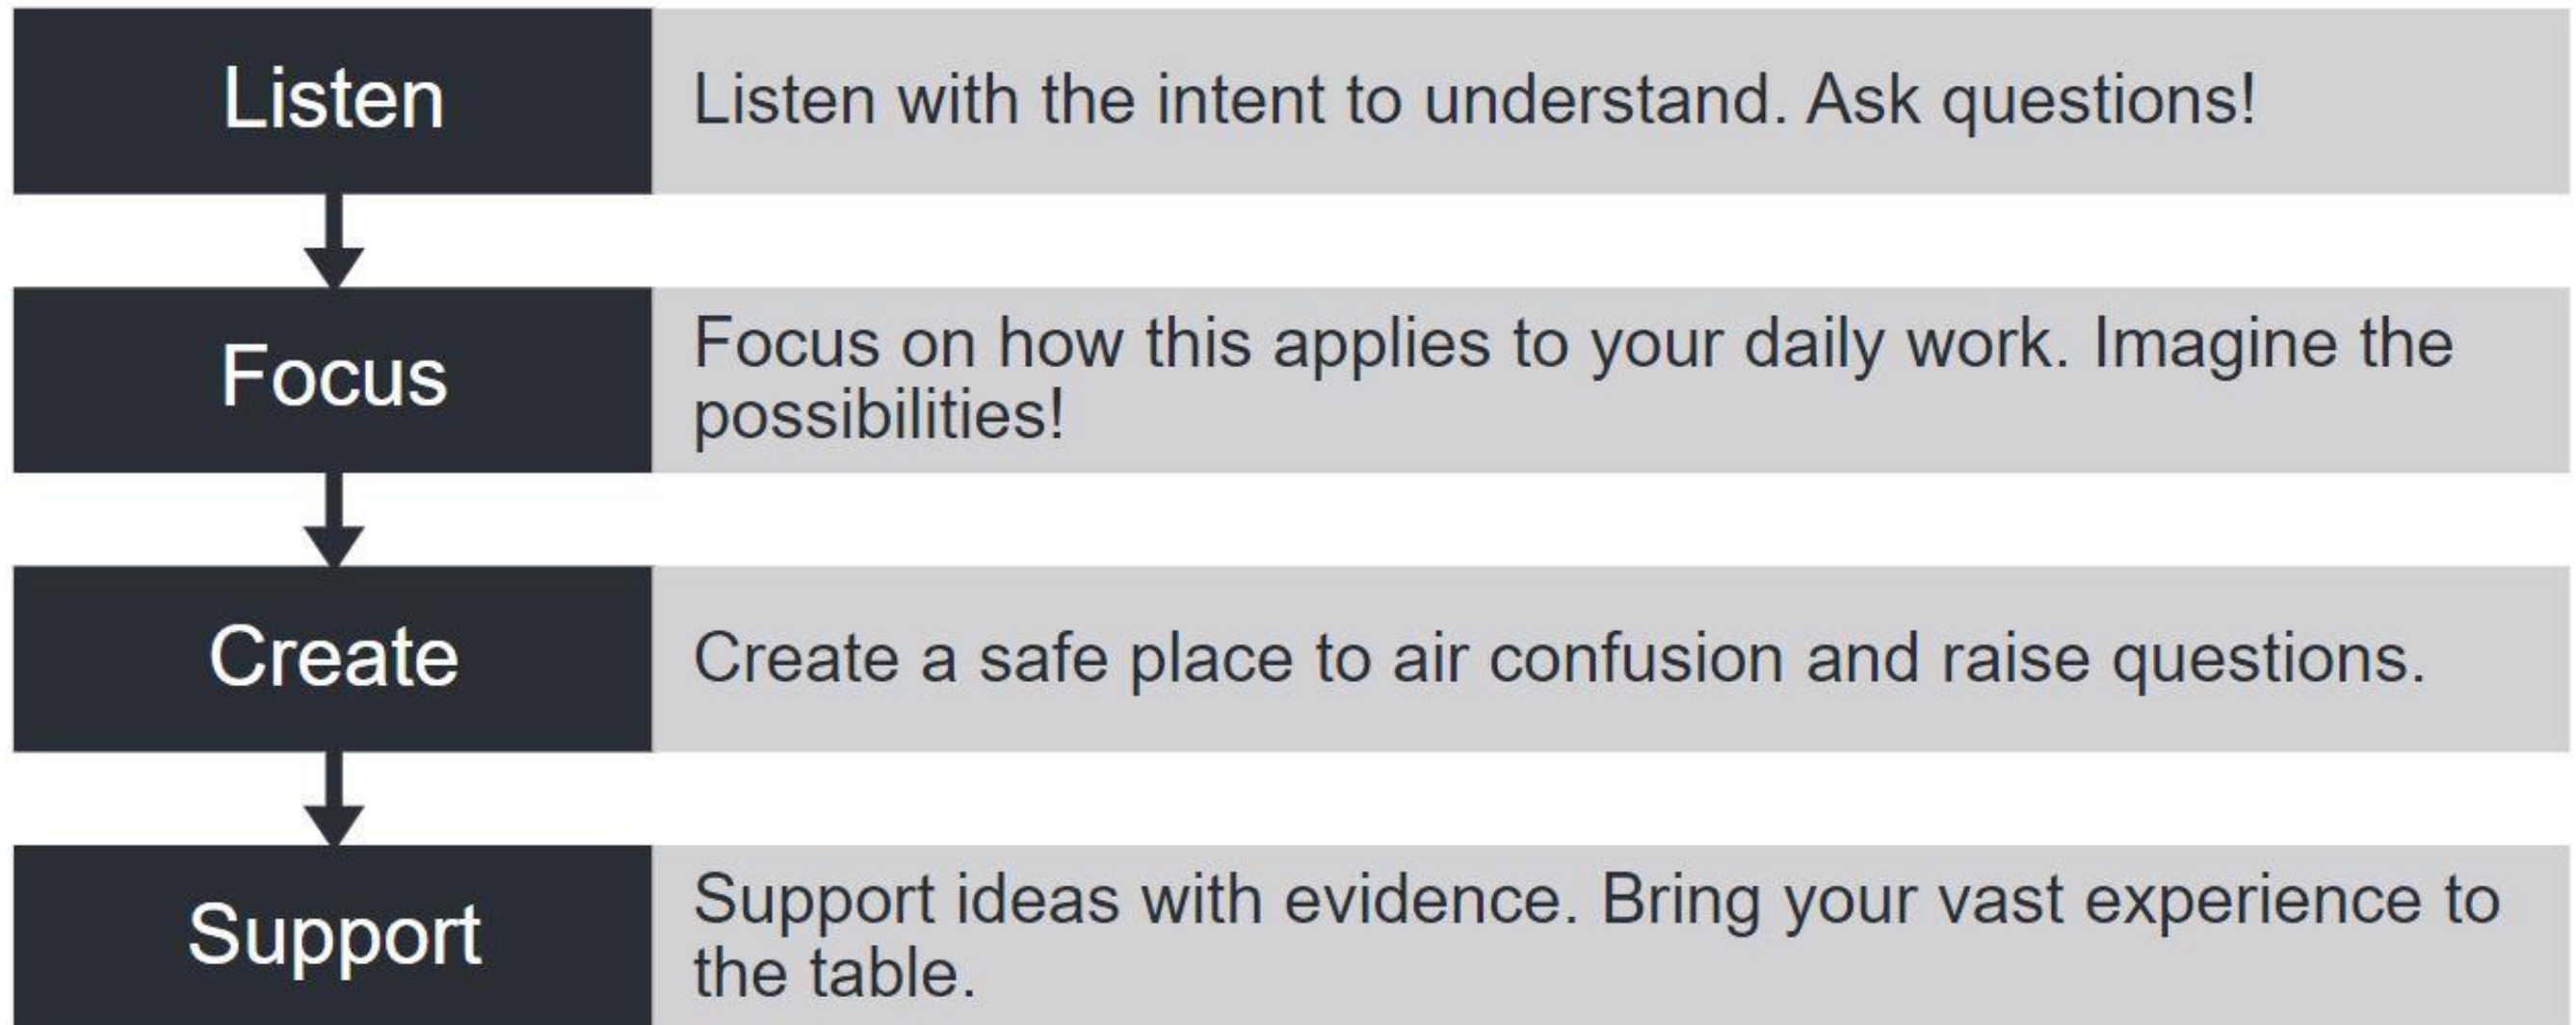 Listen
Listen with the intent to understand. Ask questions!
Focus
Focus on how this applies to your daily work. Imagine the
possibilities!
Create
Create a safe place to air confusion and raise questions.
Support
Support ideas with evidence. Bring your vast experience to
the table.